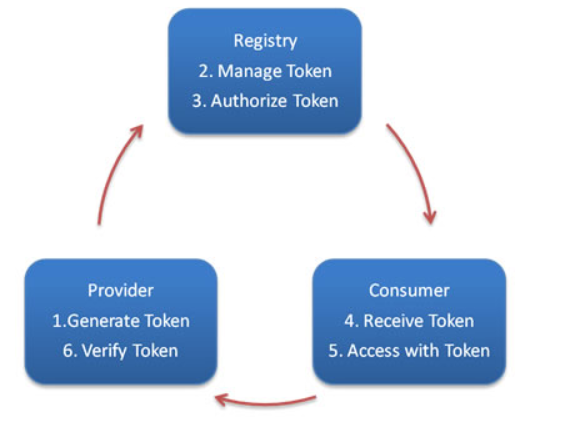 Registry
2. Manage Token
3. Authorize Token
Provider
1.Generate Token
6. Verify Token
Consumer
4. Receive Token
5. Access with Token